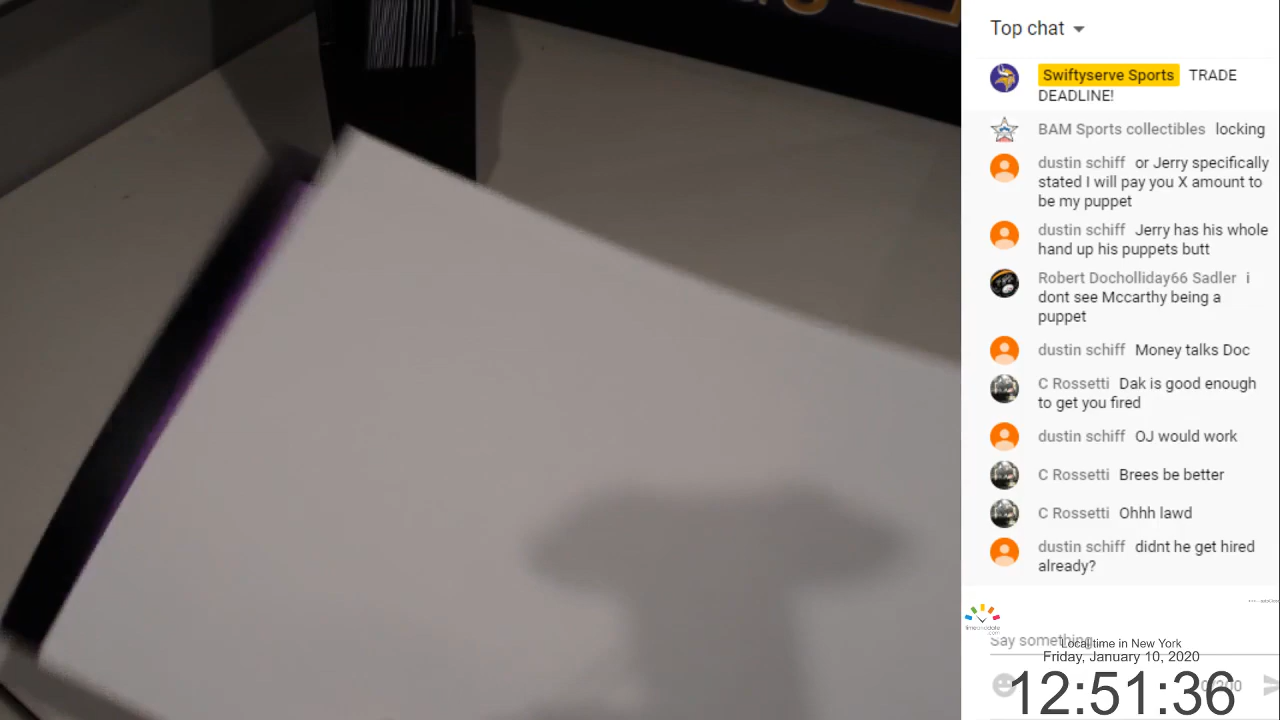 Top chat
Swiftyserve Sports TRADE
DEADLINE!
BAM Sports collectibles locking
dustin schiff or Jerry specifically
stated I will pay you X amount to
be my puppet
dustin schiff Jerry has his whole
hand up his puppets butt
Robert Docholliday66 Sadler i
dont see Mccarthy being a
puppet
dustin schiff Money talks Doc
C Rossetti Dak is good enough
to get you fired
dustin schiff OJ would work
C Rossetti Brees be better
C Rossetti Ohhh lawd
dustin schiff didnt he get hired
already?
timeanddate
.com
Say something...
Local time in New York
Friday, January 10, 2020
12:51:36